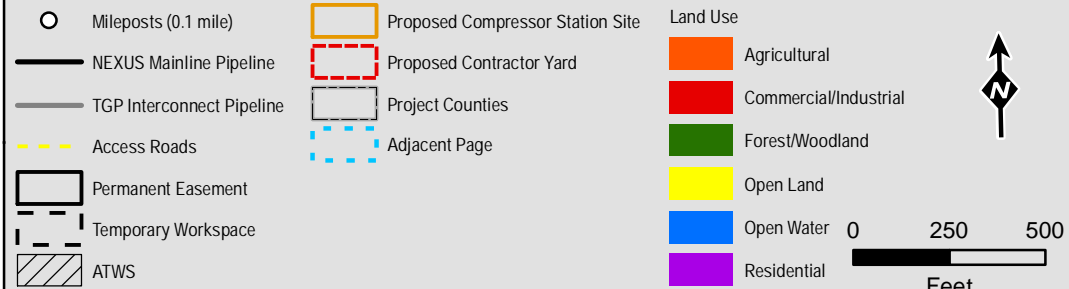 Mileposts (0.1 mile)
NEXUS Mainline Pipeline
TGP Interconnect Pipeline
Access Roads
Permanent Easement
Temporary Workspace
ATWS
Proposed Compressor Station Site
Proposed Contractor Yard
Project Counties
Adjacent Page
Land Use
Agricultural
Commercial/Industrial
Forest/Woodland
Open Land
Open Water
Residential
N
0 250 500
Feet